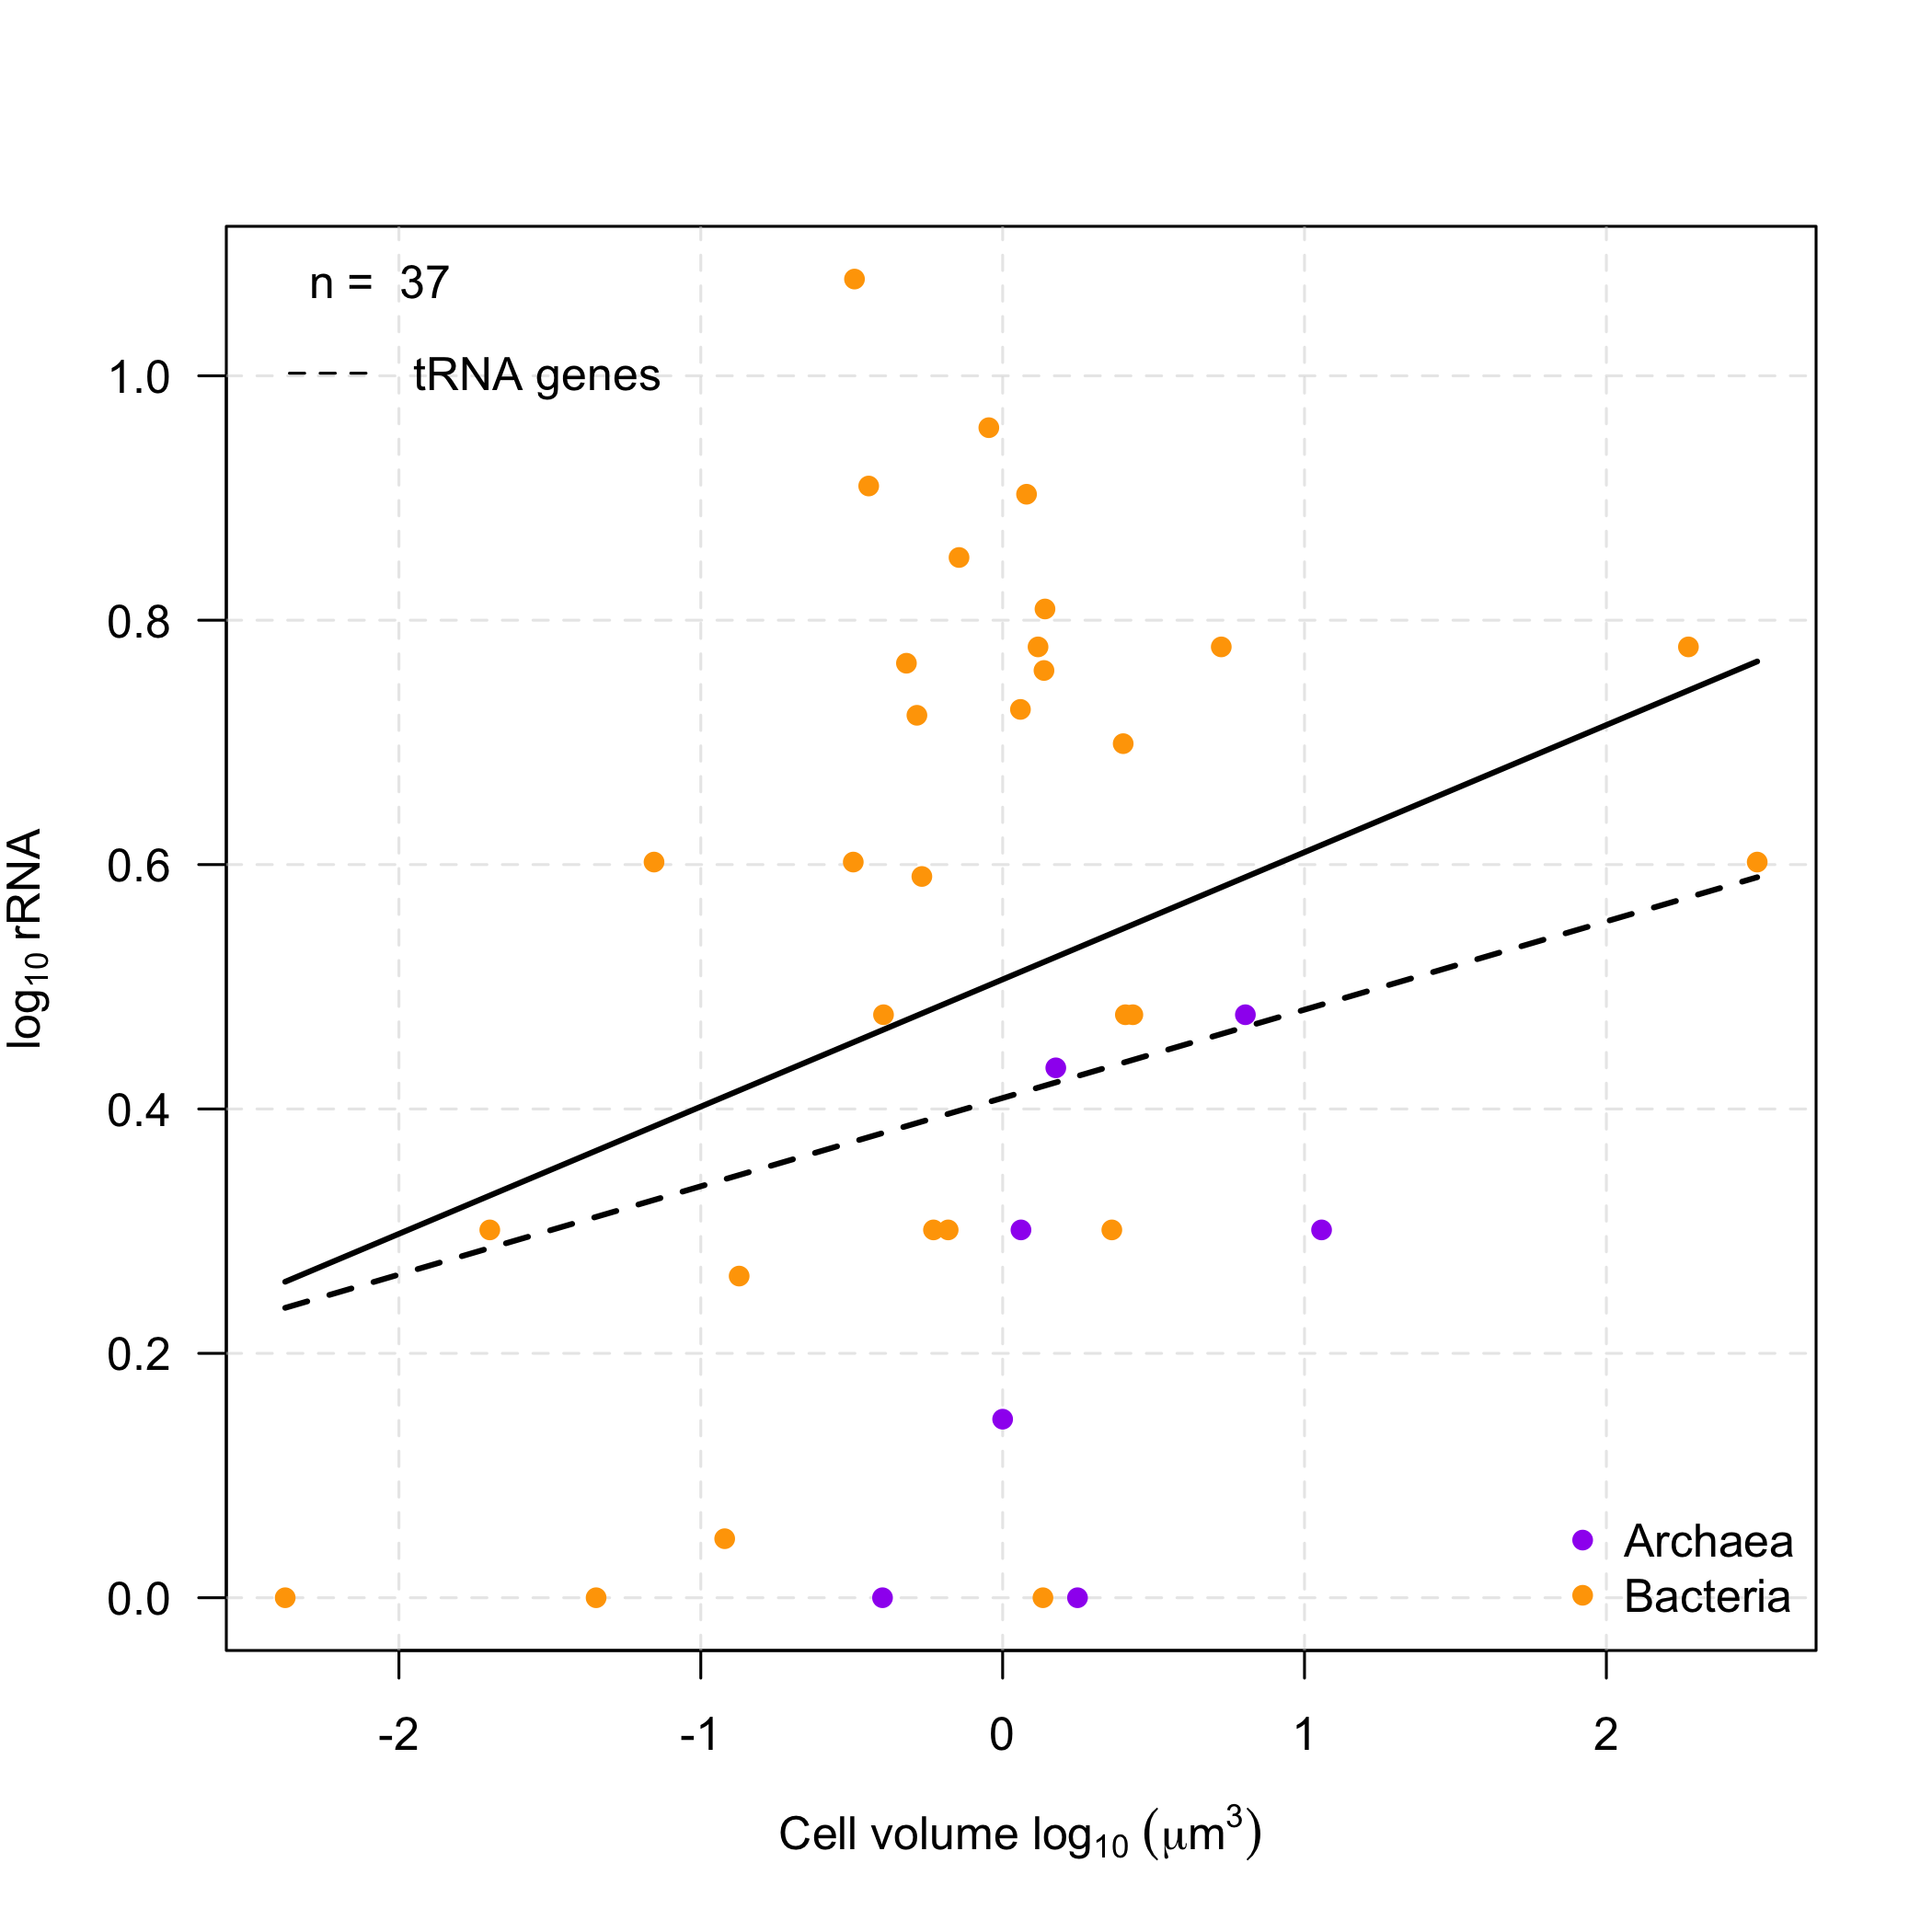 n = 37
tRNA genes
1.0
0.8
0.6
0.4
0.2
0.0
log₁₀ rRNA
Archaea
Bacteria
-2 -1 0 1 2
Cell volume log₁₀ (μm³)